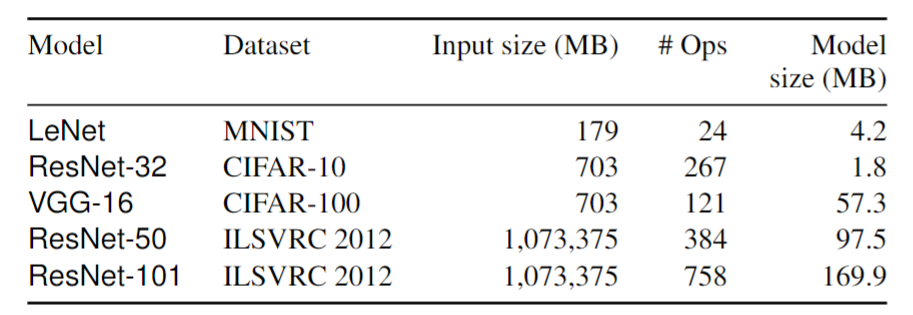 Model Dataset Input size (MB) # Ops Model
size (MB)
LeNet MNIST 179 24 4.2
ResNet-32 CIFAR-10 703 267 1.8
VGG-16 CIFAR-100 703 121 57.3
ResNet-50 ILSVRC 2012 1,073,375 384 97.5
ResNet-101 ILSVRC 2012 1,073,375 758 169.9